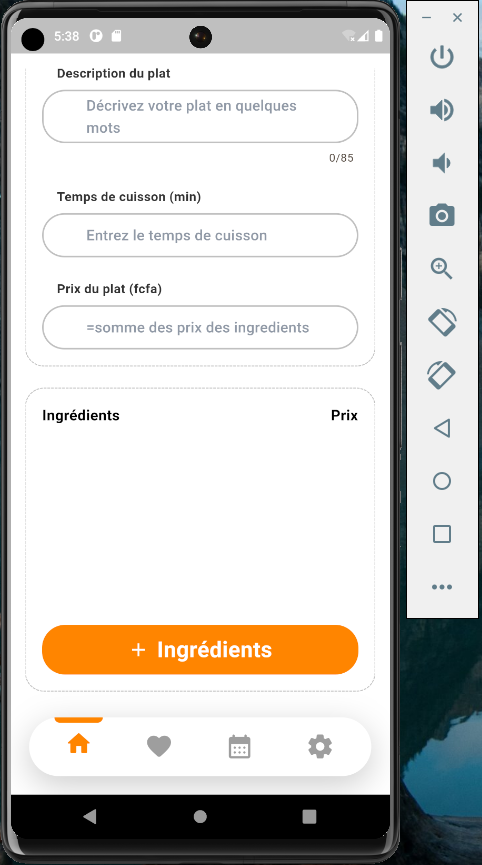 5:38
Description du plat
Décrivez votre plat en quelques
mots
0/85
Temps de cuisson (min)
Entrez le temps de cuisson
Prix du plat (fcfa)
=somme des prix des ingredients
Ingrédients Prix
+ Ingrédients